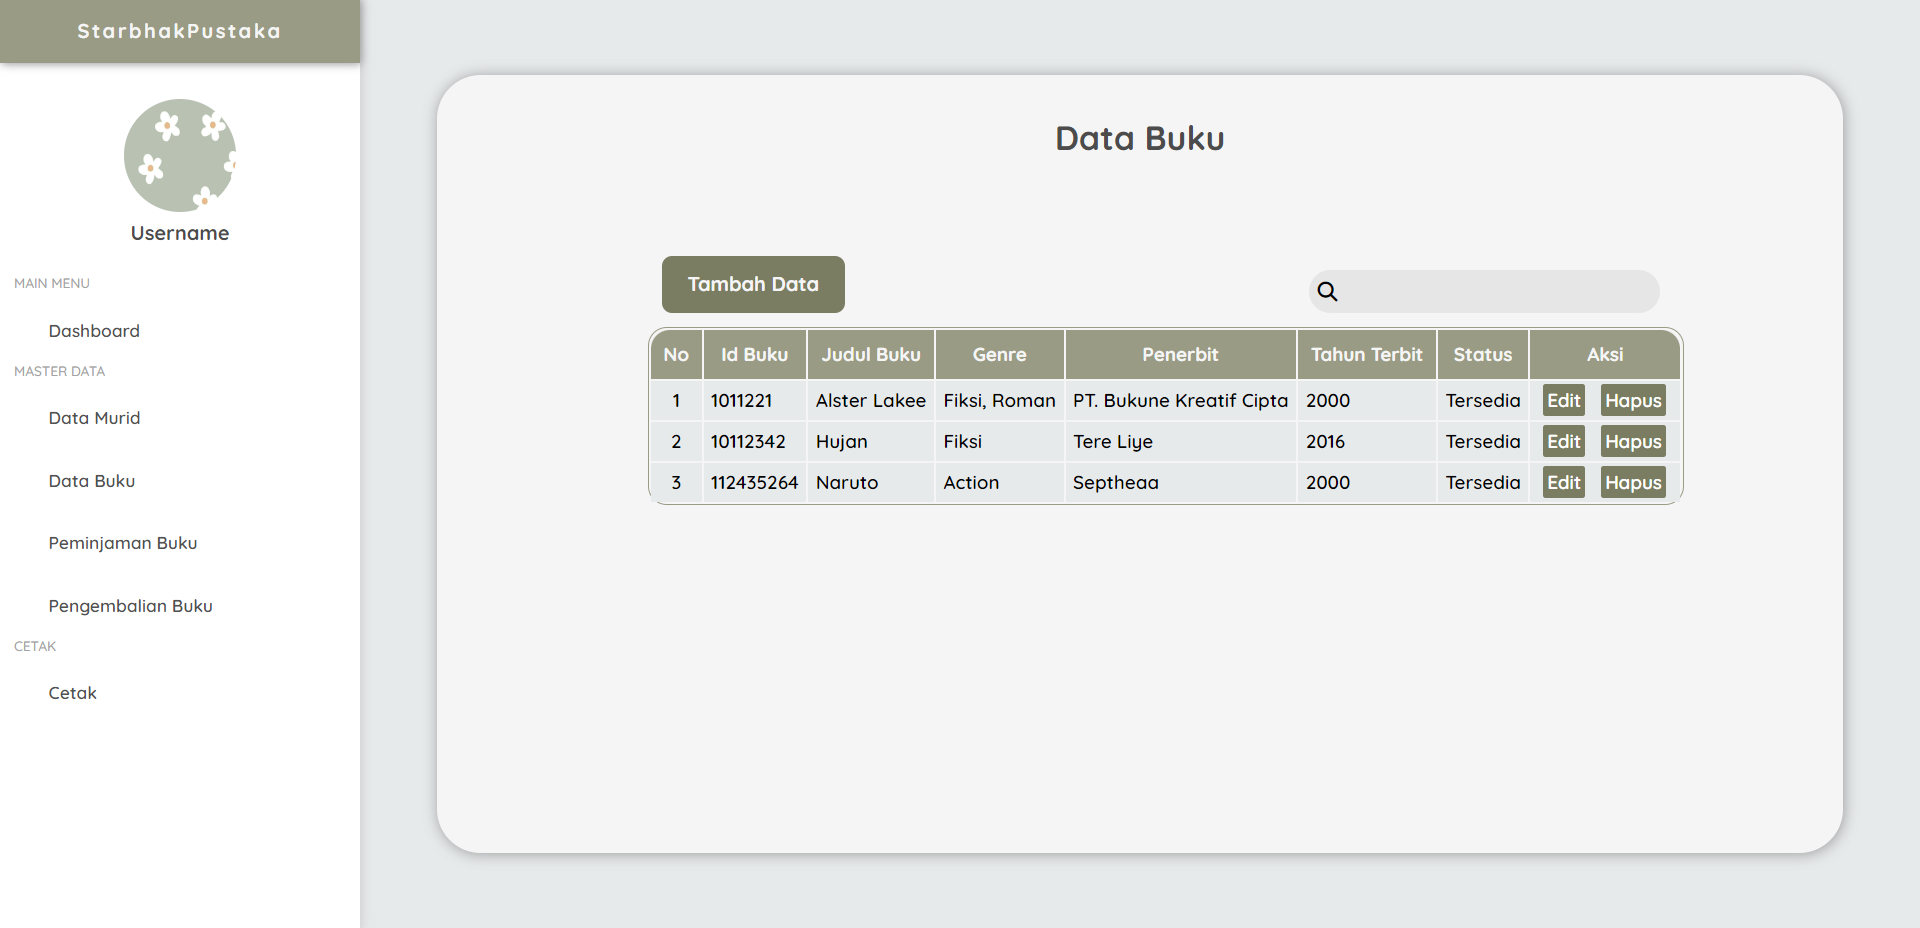 StarbhakPustaka
Username
MAIN MENU
Dashboard
MASTER DATA
Data Murid
Data Buku
Peminjaman Buku
Pengembalian Buku
CETAK
Cetak
Data Buku
Tambah Data
No Id Buku Judul Buku Genre Penerbit Tahun Terbit Status Aksi
1 1011221 Alster Lakee Fiksi, Roman PT. Bukune Kreatif Cipta 2000 Tersedia Edit Hapus
2 10112342 Hujan Fiksi Tere Liye 2016 Tersedia Edit Hapus
3 112435264 Naruto Action Septheaa 2000 Tersedia Edit Hapus